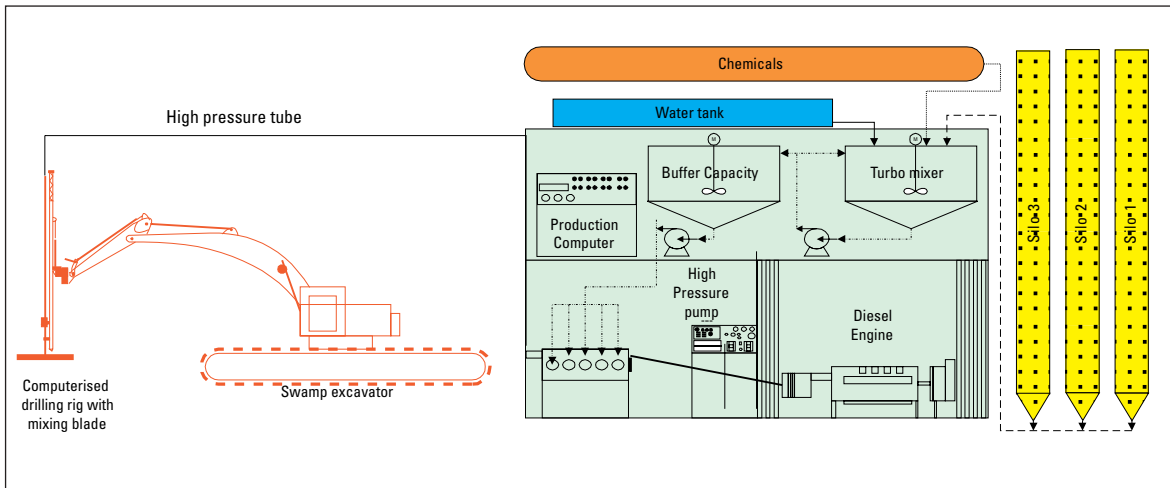 Chemicals
Water tank
High pressure tube
M
M
Buffer Capacity
Turbo mixer
Production
Computer
High
Pressure
pump
Diesel
Engine
Silo 3
Silo 2
Silo 1
Computerised
drilling rig with
mixing blade
Swamp excavator